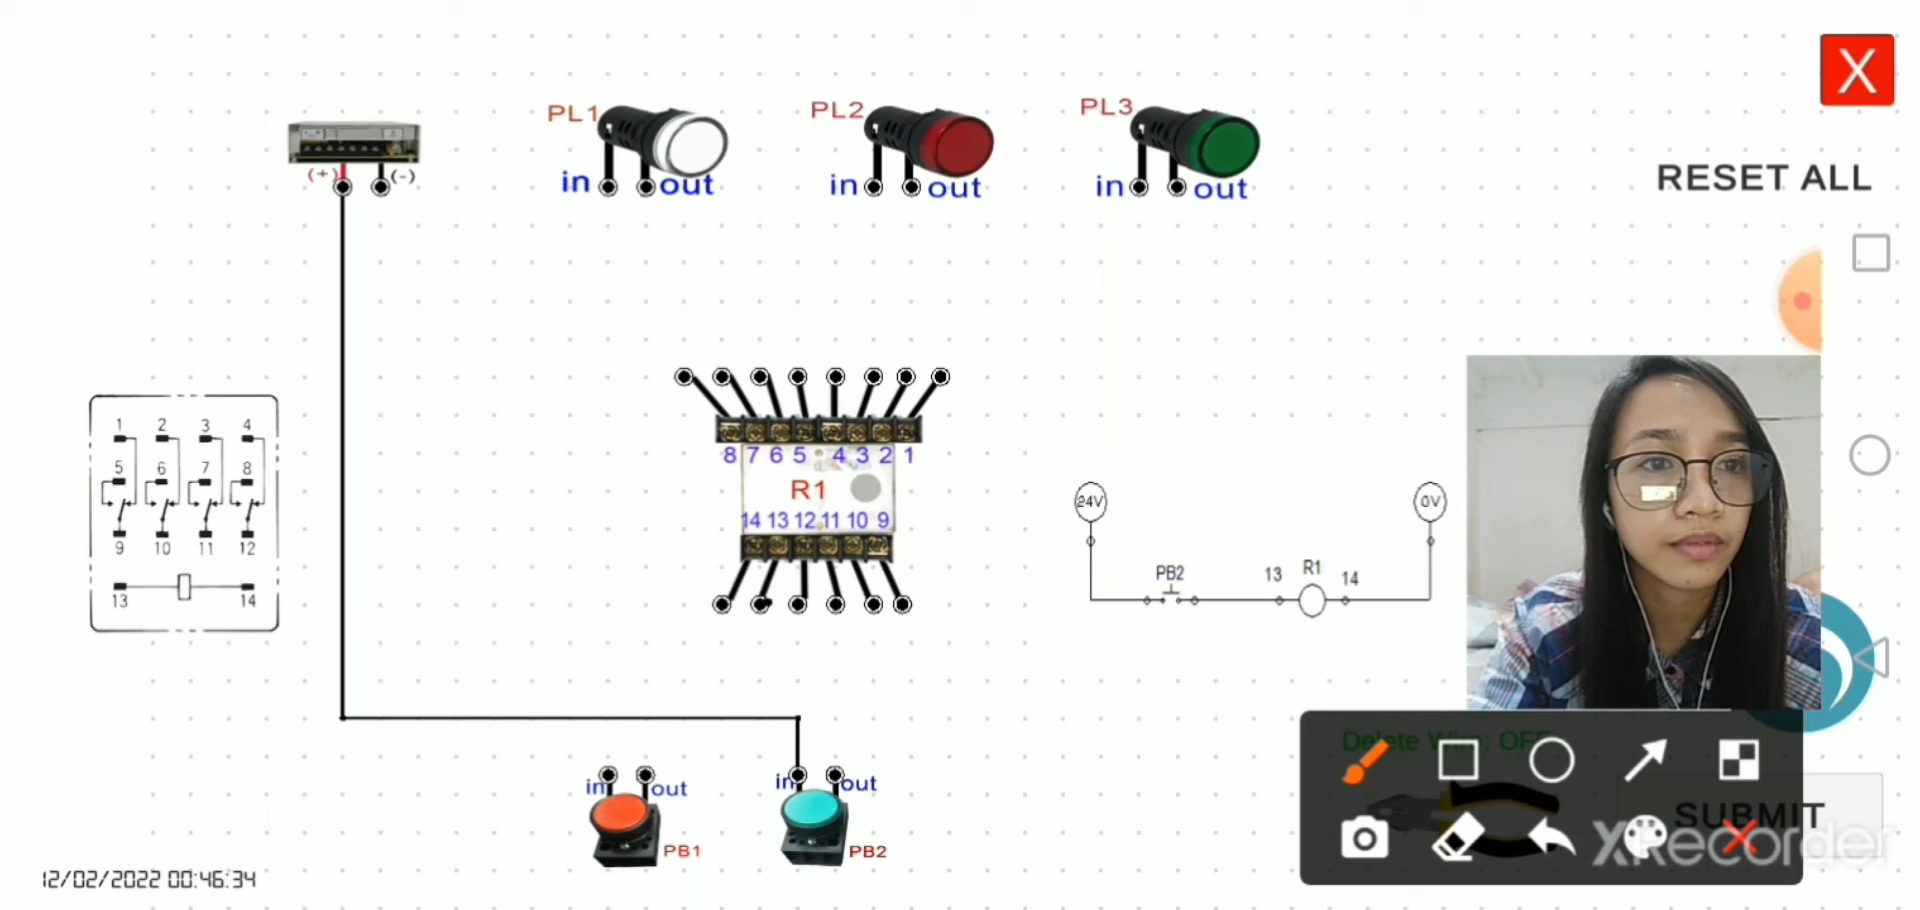 X
PL1
PL2
PL3
(+)
(-)
in
out
in
out
in
out
RESET ALL
1 2 3 4
5 6 7 8
9 10 11 12
13 14
8 7 6 5 4 3 2 1
R1
14 13 12 11 10 9
24V
0V
PB2
13
R1
14
in
out
PB1
in
out
PB2
Delete Wire: OFF
SUBMIT
XRecorder
12/02/2022 00:46:34